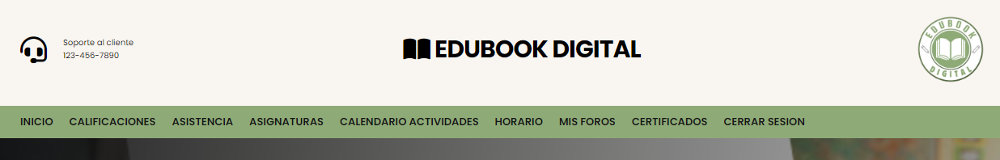 Soporte al cliente
123-456-7890
EDUBOOK DIGITAL
EDUBOOK
DIGITAL
INICIO CALIFICACIONES ASISTENCIA ASIGNATURAS CALENDARIO ACTIVIDADES HORARIO MIS FOROS CERTIFICADOS CERRAR SESION